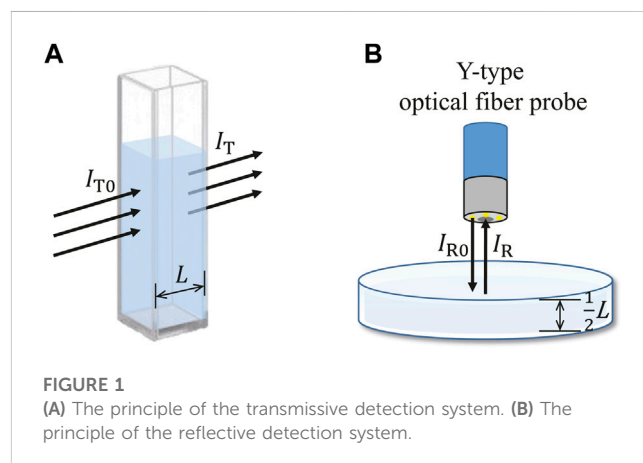 A
I_T0
I_T
L
B
Y-type
optical fiber probe
I_R0
I_R
1/2 L
FIGURE 1
(A) The principle of the transmissive detection system. (B) The
principle of the reflective detection system.